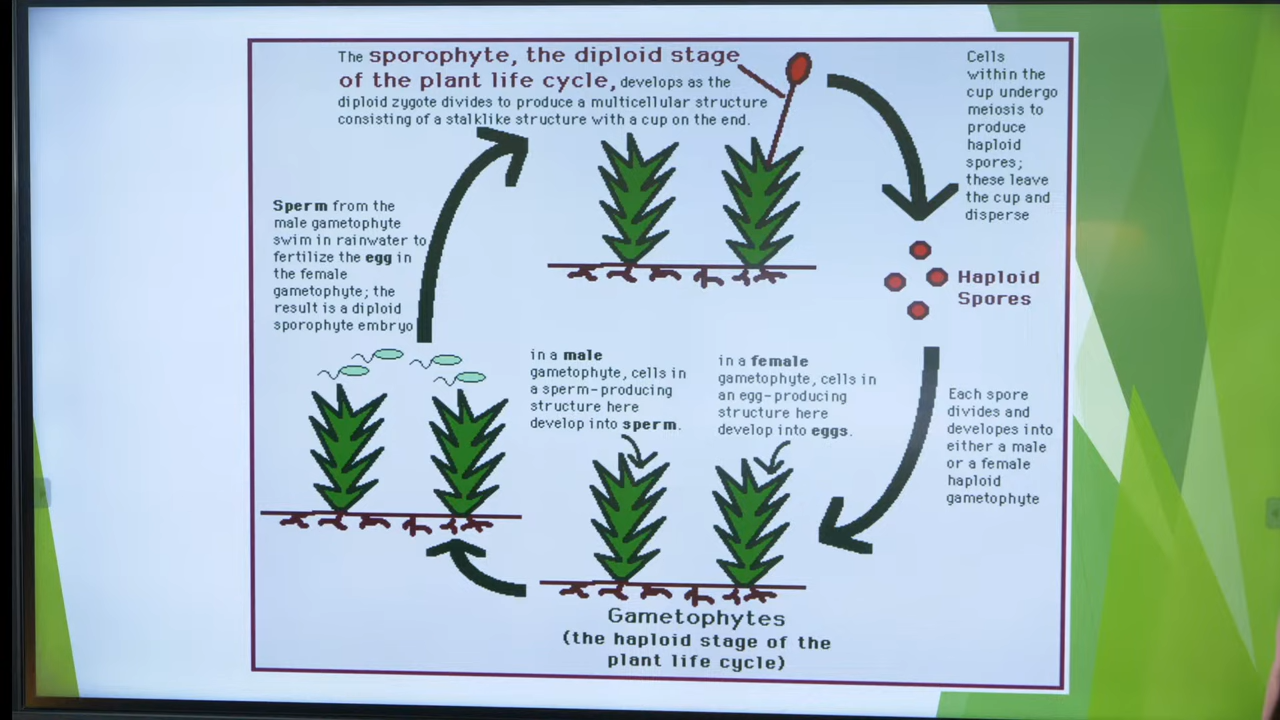 The sporophyte, the diploid stage
of the plant life cycle, develops as the
diploid zygote divides to produce a multicellular structure
consisting of a stalklike structure with a cup on the end.
Cells
within the
cup undergo
meiosis to
produce
haploid
spores;
these leave
the cup and
disperse
Sperm from the
male gametophyte
swim in rainwater to
fertilize the egg in
the female
gametophyte; the
result is a diploid
sporophyte embryo
Haploid
Spores
in a male
gametophyte, cells in
a sperm-producing
structure here
develop into sperm.
in a female
gametophyte, cells in
an egg-producing
structure here
develop into eggs.
Each spore
divides and
developes into
either a male
or a female
haploid
gametophyte
Gametophytes
(the haploid stage of the
plant life cycle)